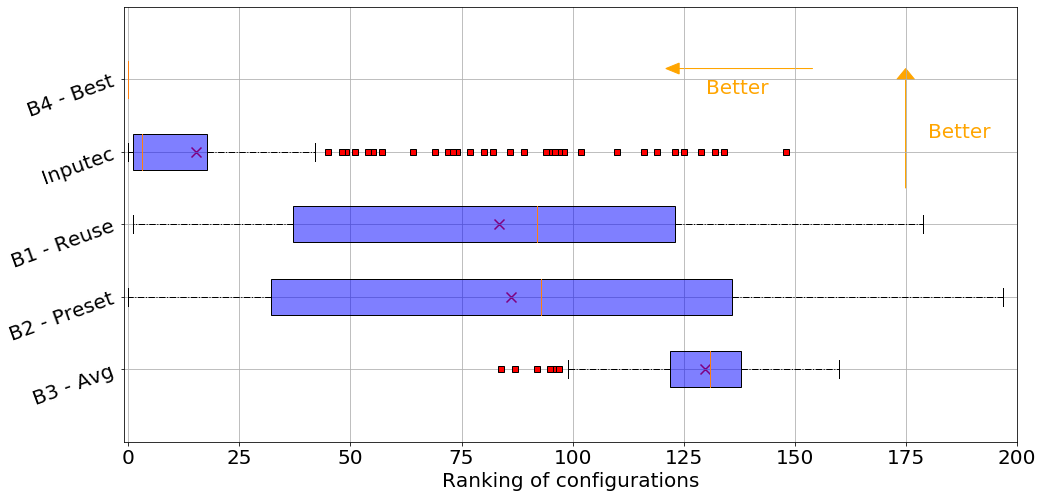 B4 - Best
Better
Better
Inputec
B1 - Reuse
B2 - Preset
B3 - Avg
0 25 50 75 100 125 150 175 200
Ranking of configurations